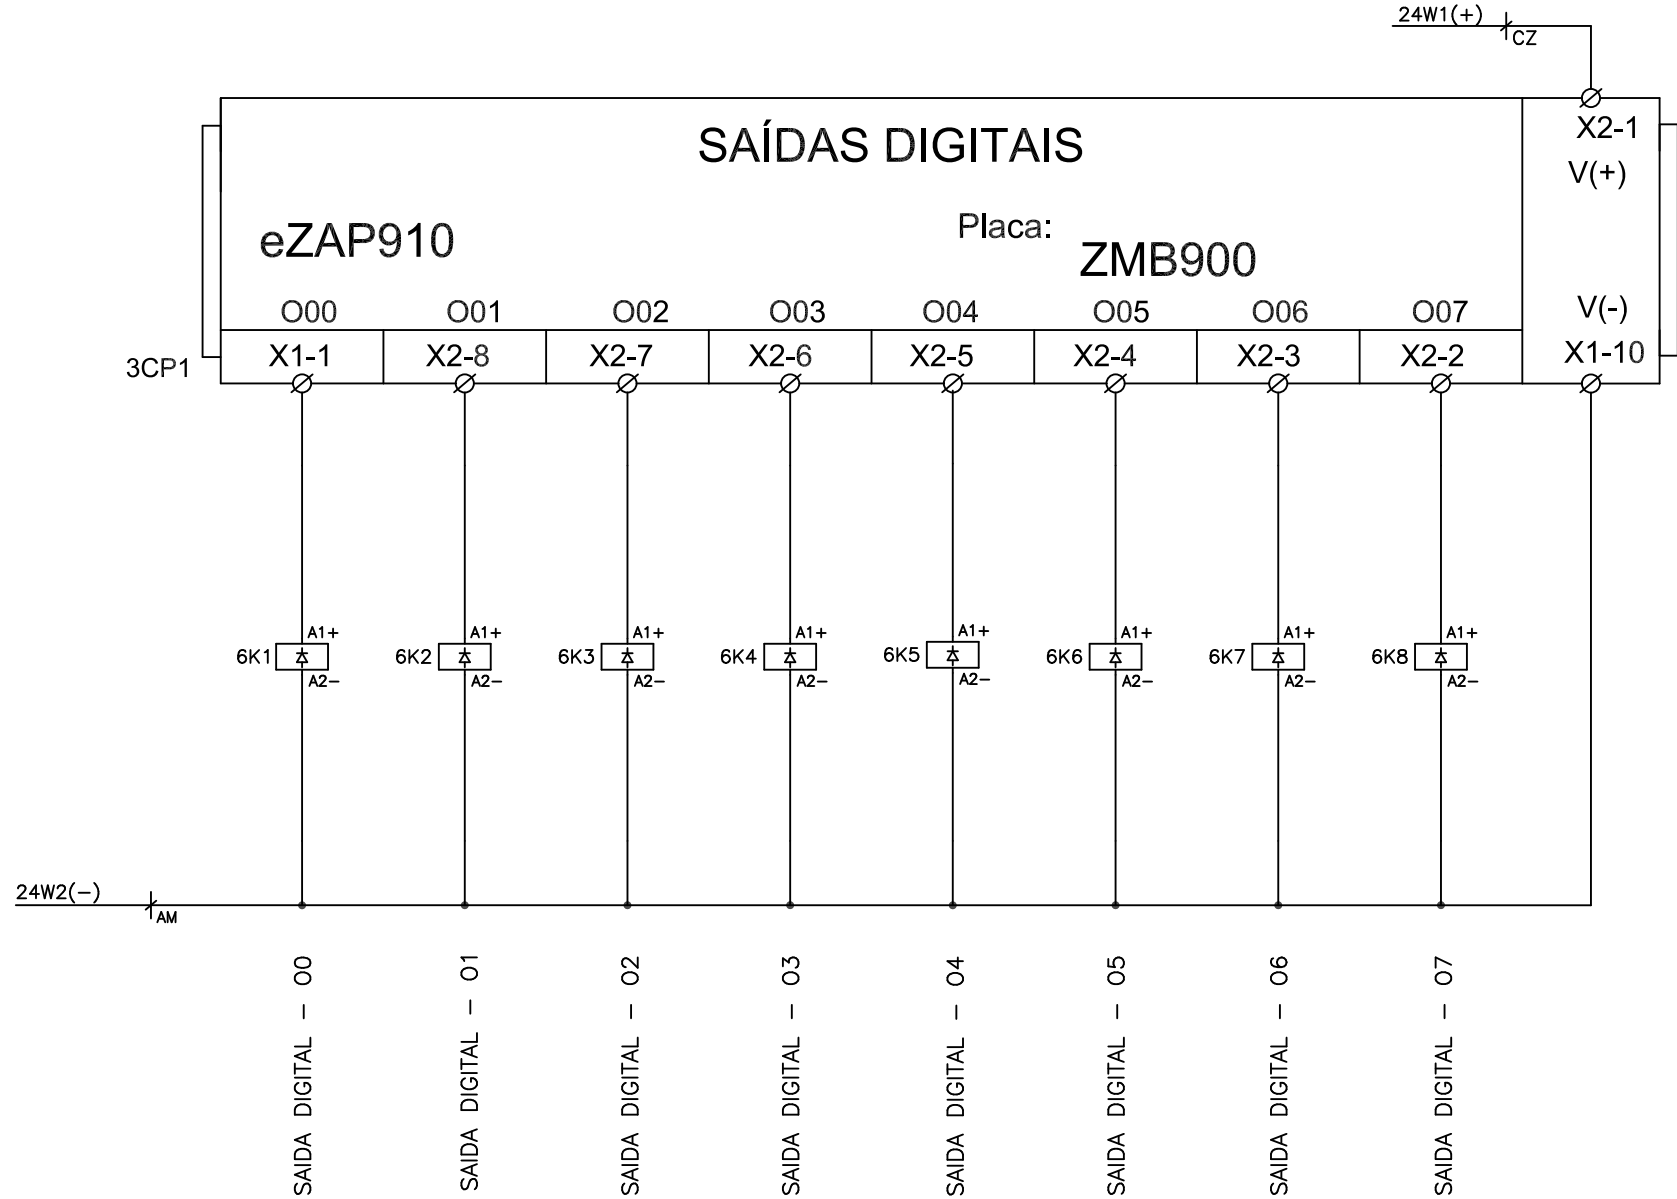 24W1(+)
CZ
SAÍDAS DIGITAIS
X2-1
V(+)
eZAP910
Placa:
ZMB900
O00 O01 O02 O03 O04 O05 O06 O07
V(-)
3CP1
X1-1 X2-8 X2-7 X2-6 X2-5 X2-4 X2-3 X2-2
X1-10
A1+ A1+ A1+ A1+ A1+ A1+ A1+ A1+
6K1 6K2 6K3 6K4 6K5 6K6 6K7 6K8
A2- A2- A2- A2- A2- A2- A2- A2-
24W2(-)
AM
SAIDA DIGITAL - O0
SAIDA DIGITAL - O1
SAIDA DIGITAL - O2
SAIDA DIGITAL - O3
SAIDA DIGITAL - O4
SAIDA DIGITAL - O5
SAIDA DIGITAL - O6
SAIDA DIGITAL - O7